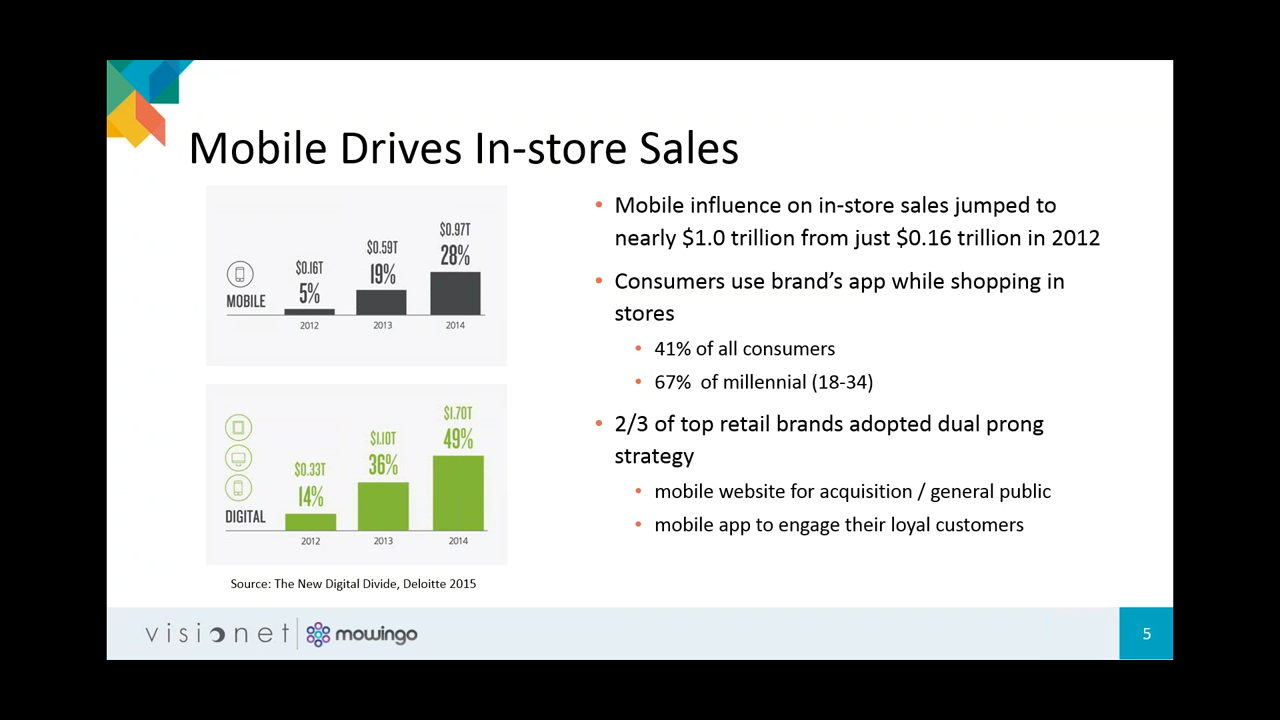 Mobile Drives In-store Sales
$0.97T
$0.59T
28%
$0.16T
19%
5%
MOBILE
2012
2013
2014
$1.70T
$1.10T
49%
$0.33T
36%
14%
DIGITAL
2012
2013
2014
Source: The New Digital Divide, Deloitte 2015
• Mobile influence on in-store sales jumped to
nearly $1.0 trillion from just $0.16 trillion in 2012
• Consumers use brand’s app while shopping in
stores
• 41% of all consumers
• 67%  of millennial (18-34)
• 2/3 of top retail brands adopted dual prong
strategy
• mobile website for acquisition / general public
• mobile app to engage their loyal customers
visionet
mowingo
5